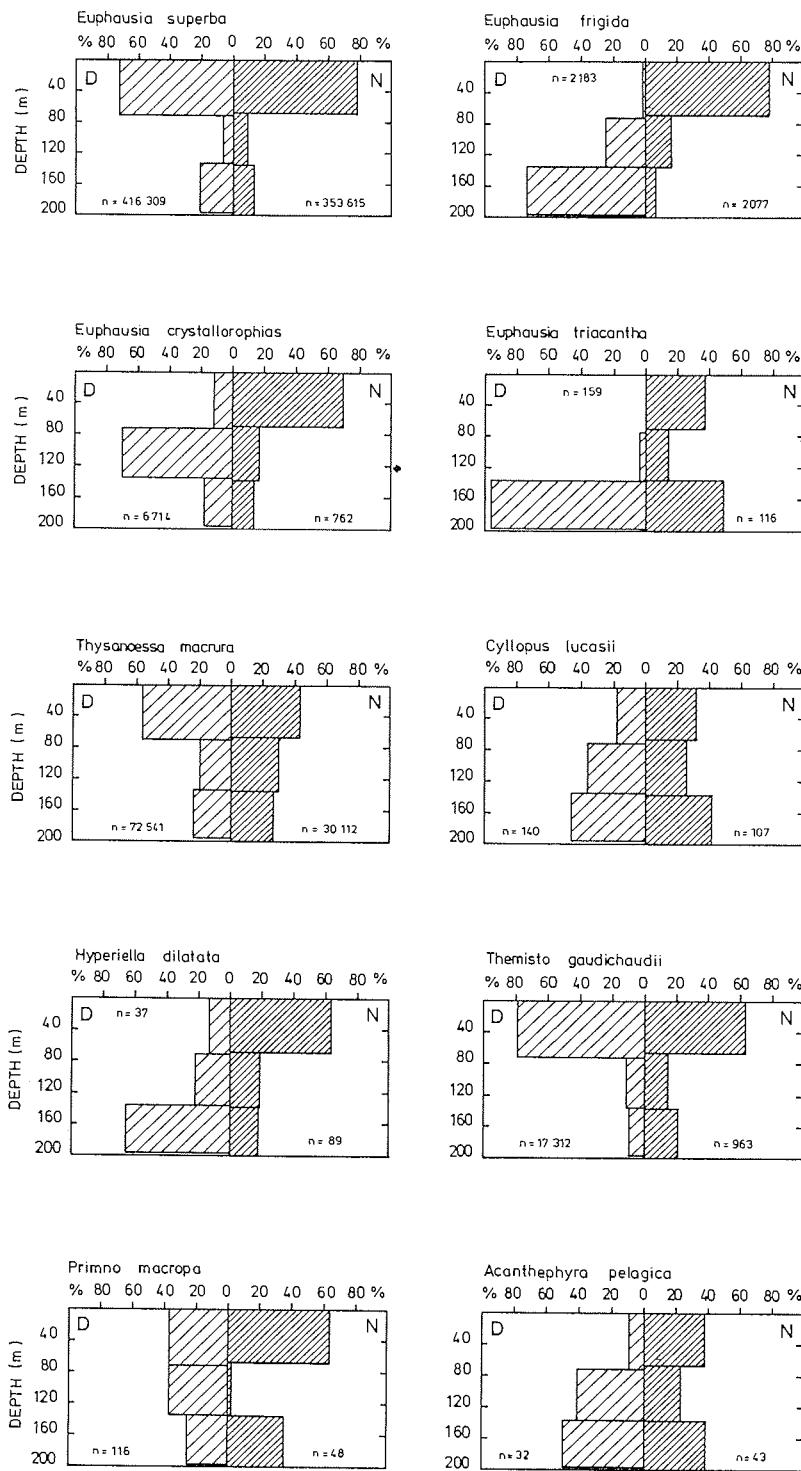 Euphausia superba
% 80 60 40 20 0 20 40 60 80 %
DEPTH (m)
40
80
120
160
200
D
N
n = 416 309
n = 353 615
Euphausia frigida
% 80 60 40 20 0 20 40 60 80 %
40
80
120
160
200
D
n = 2183
N
n = 2077
Euphausia crystallorophias
% 80 60 40 20 0 20 40 60 80 %
DEPTH (m)
40
80
120
160
200
D
N
n = 6714
n = 762
Euphausia triacantha
% 80 60 40 20 0 20 40 60 80 %
40
80
120
160
200
D
n = 159
N
n = 116
Thysanoessa macrura
% 80 60 40 20 0 20 40 60 80 %
DEPTH (m)
40
80
120
160
200
D
N
n = 72 541
n = 30 112
Cyllopus lucasii
% 80 60 40 20 0 20 40 60 80 %
40
80
120
160
200
D
N
n = 140
n = 107
Hyperiella dilatata
% 80 60 40 20 0 20 40 60 80 %
DEPTH (m)
40
80
120
160
200
D
n = 37
N
n = 89
Themisto gaudichaudii
% 80 60 40 20 0 20 40 60 80 %
40
80
120
160
200
D
N
n = 17 312
n = 963
Primno macropa
% 80 60 40 20 0 20 40 60 80 %
DEPTH (m)
40
80
120
160
200
D
N
n = 116
n = 48
Acanthephyra pelagica
% 80 60 40 20 0 20 40 60 80 %
40
80
120
160
200
D
N
n = 32
n = 43